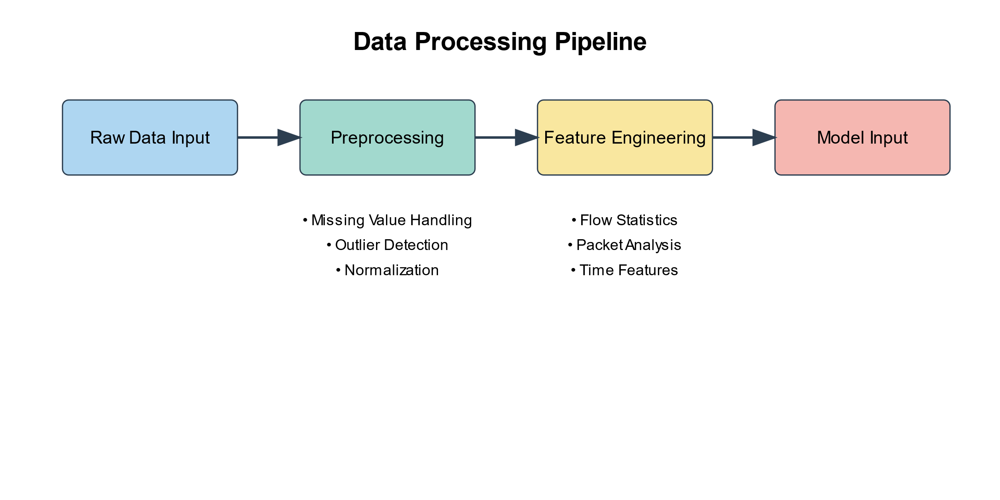 Data Processing Pipeline
Raw Data Input
Preprocessing
Feature Engineering
Model Input
• Missing Value Handling
• Outlier Detection
• Normalization
• Flow Statistics
• Packet Analysis
• Time Features